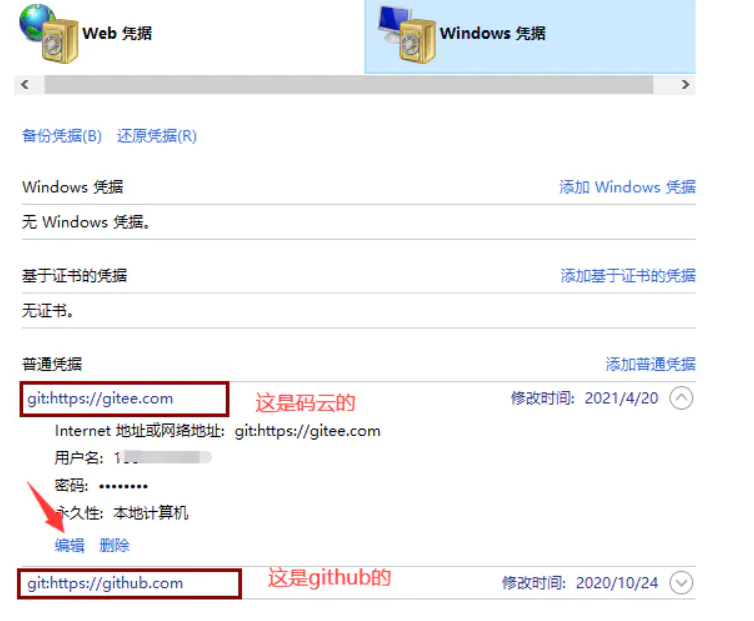 Web 凭据
Windows 凭据
备份凭据(B) 还原凭据(R)
Windows 凭据 添加 Windows 凭据
无 Windows 凭据。
基于证书的凭据 添加基于证书的凭据
无证书。
普通凭据 添加普通凭据
git:https://gitee.com 这是码云的 修改时间: 2021/4/20
Internet 地址或网络地址: git:https://gitee.com
用户名:
密码: ••••••••
永久性: 本地计算机
编辑 删除
git:https://github.com 这是github的 修改时间: 2020/10/24